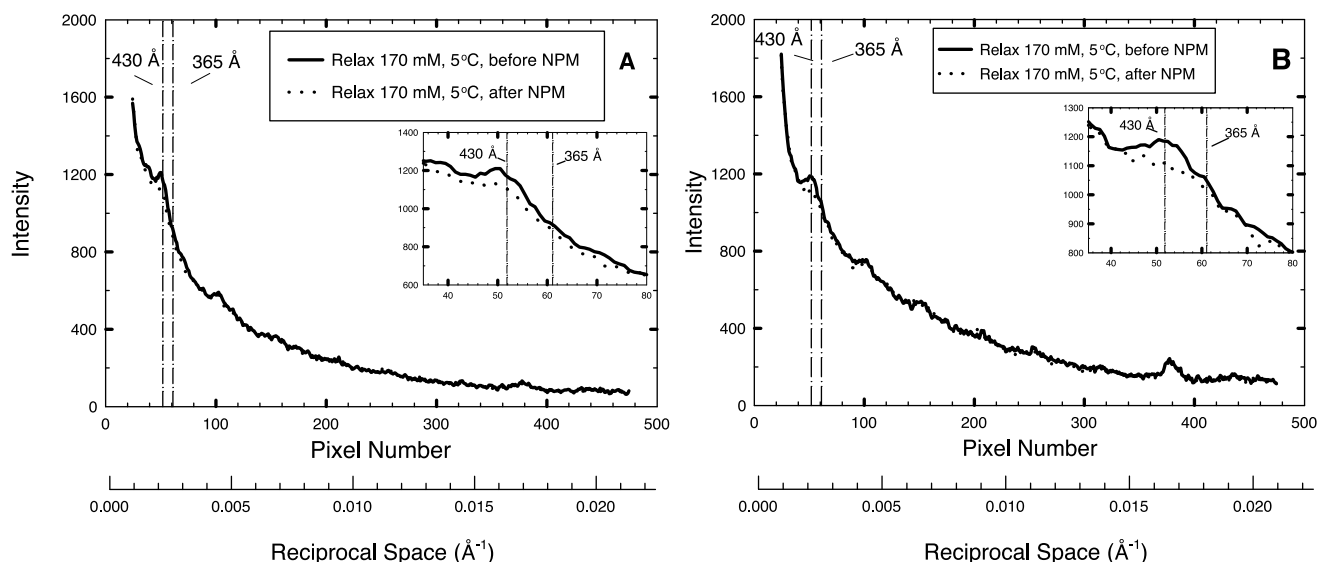 A
Relax 170 mM, 5°C, before NPM
Relax 170 mM, 5°C, after NPM
430 Å
365 Å
Intensity
2000
1600
1200
800
400
0
0 100 200 300 400 500
Pixel Number
430 Å
365 Å
1400
1200
1000
800
600
40 50 60 70 80
0.000 0.005 0.010 0.015 0.020
Reciprocal Space (Å-1)
B
Relax 170 mM, 5°C, before NPM
Relax 170 mM, 5°C, after NPM
430 Å
365 Å
Intensity
2000
1600
1200
800
400
0
0 100 200 300 400 500
Pixel Number
430 Å
365 Å
1300
1200
1100
1000
900
800
40 50 60 70 80
0.000 0.005 0.010 0.015 0.020
Reciprocal Space (Å-1)